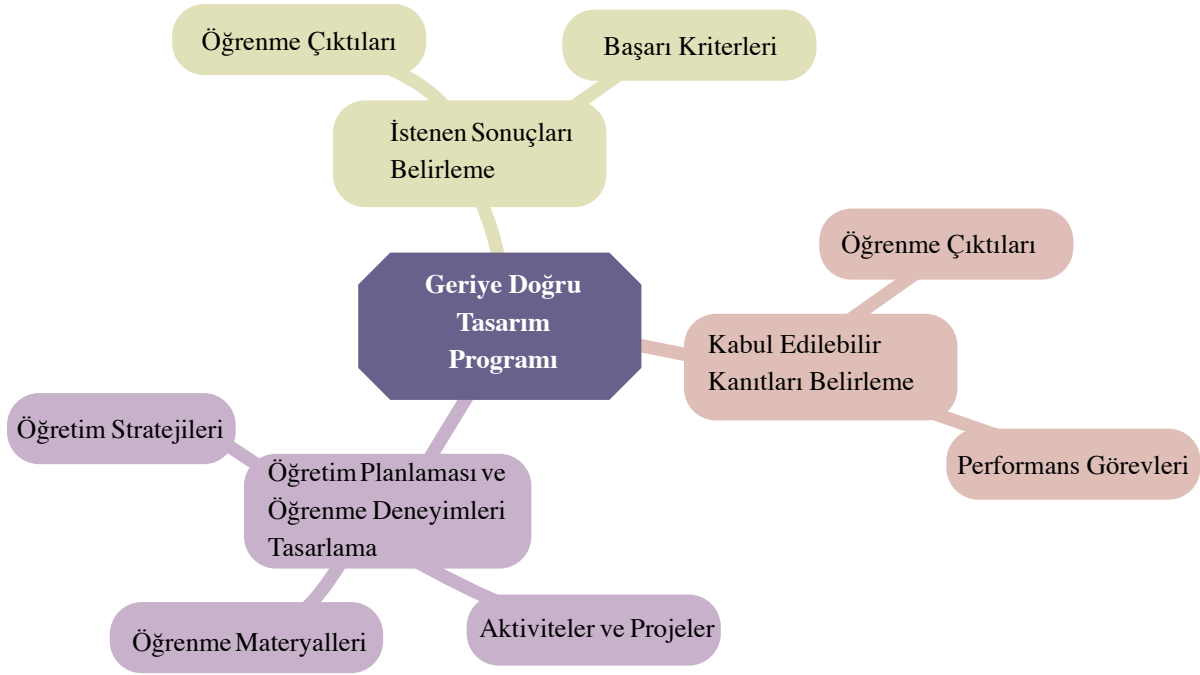 Öğrenme Çıktıları
Başarı Kriterleri
İstenen Sonuçları
Belirleme
Geriye Doğru
Tasarım
Programı
Öğrenme Çıktıları
Kabul Edilebilir
Kanıtları Belirleme
Performans Görevleri
Öğretim Stratejileri
Öğretim Planlaması ve
Öğrenme Deneyimleri
Tasarlama
Öğrenme Materyalleri
Aktiviteler ve Projeler